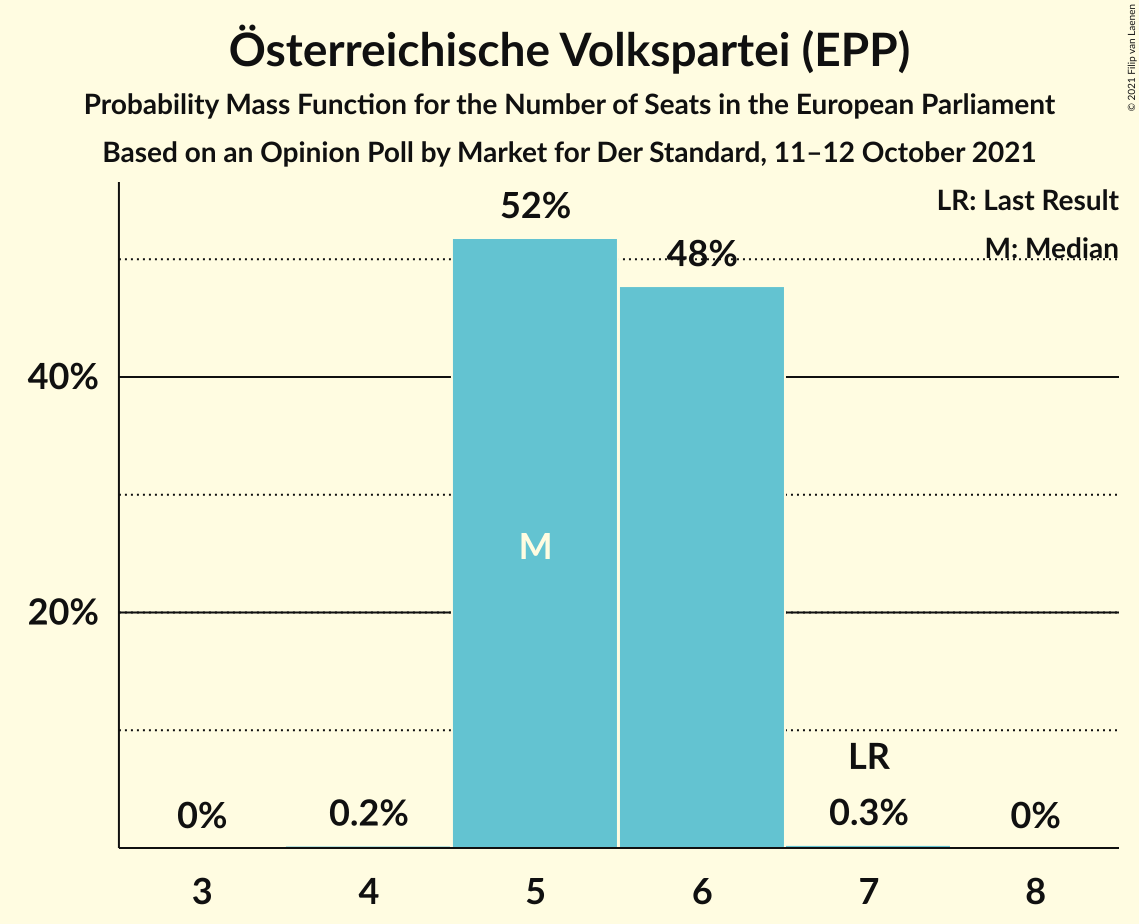 Österreichische Volkspartei (EPP)
Probability Mass Function for the Number of Seats in the European Parliament
Based on an Opinion Poll by Market for Der Standard, 11–12 October 2021
© 2021 Filip van Laenen
LR: Last Result
M: Median
52%
48%
40%
M
20%
LR
0%
0.2%
0.3%
0%
3
4
5
6
7
8